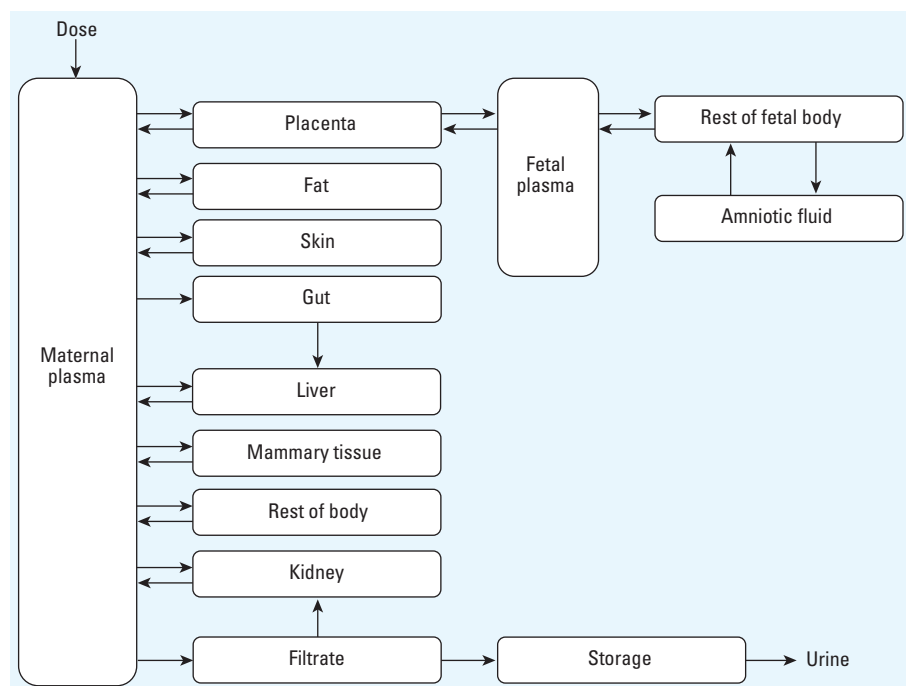 Dose
Placenta
Fat
Skin
Gut
Maternal
plasma
Liver
Mammary tissue
Rest of body
Kidney
Filtrate
Storage
Urine
Fetal
plasma
Rest of fetal body
Amniotic fluid